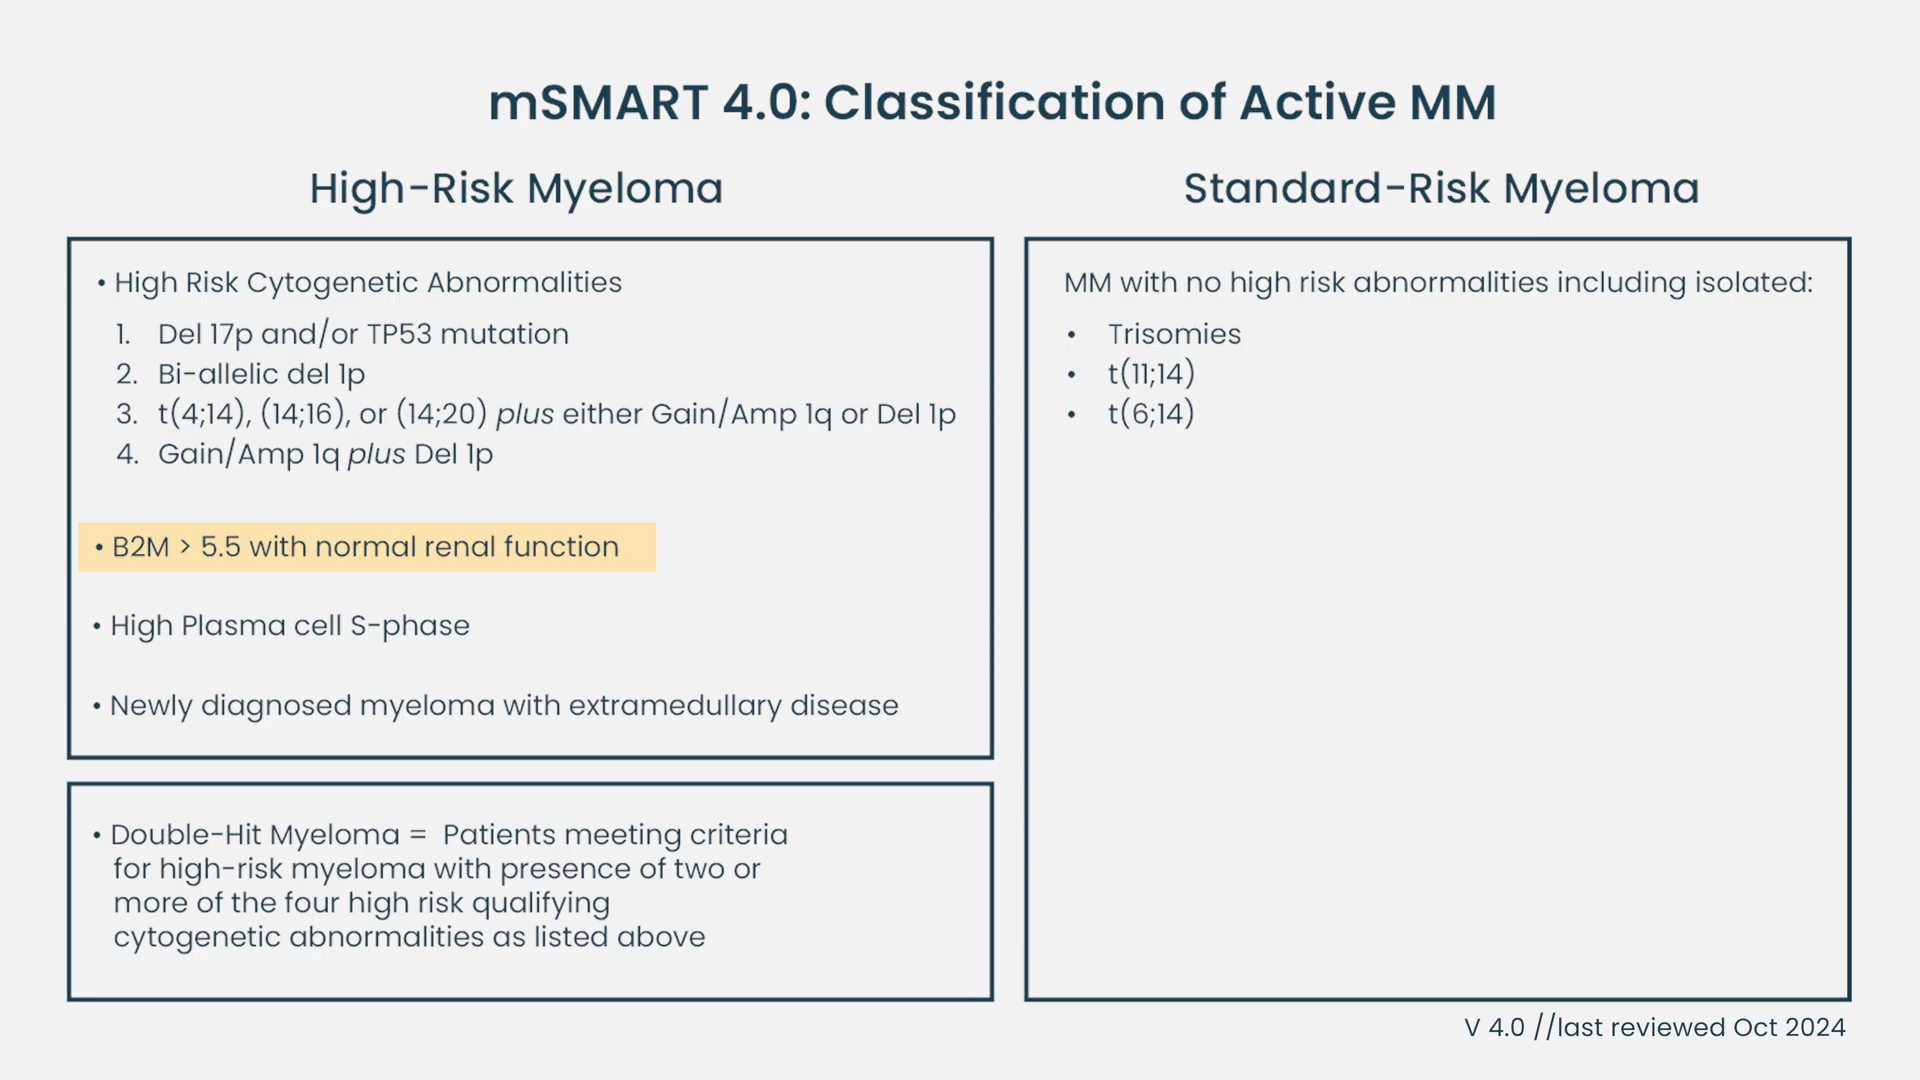 mSMART 4.0: Classification of Active MM
High-Risk Myeloma
• High Risk Cytogenetic Abnormalities
1. Del 17p and/or TP53 mutation
2. Bi-allelic del 1p
3. t(4;14), (14;16), or (14;20) plus either Gain/Amp 1q or Del 1p
4. Gain/Amp 1q plus Del 1p
• B2M > 5.5 with normal renal function
• High Plasma cell S-phase
• Newly diagnosed myeloma with extramedullary disease
• Double-Hit Myeloma = Patients meeting criteria
for high-risk myeloma with presence of two or
more of the four high risk qualifying
cytogenetic abnormalities as listed above
Standard-Risk Myeloma
MM with no high risk abnormalities including isolated:
• Trisomies
• t(11;14)
• t(6;14)
V 4.0 //last reviewed Oct 2024